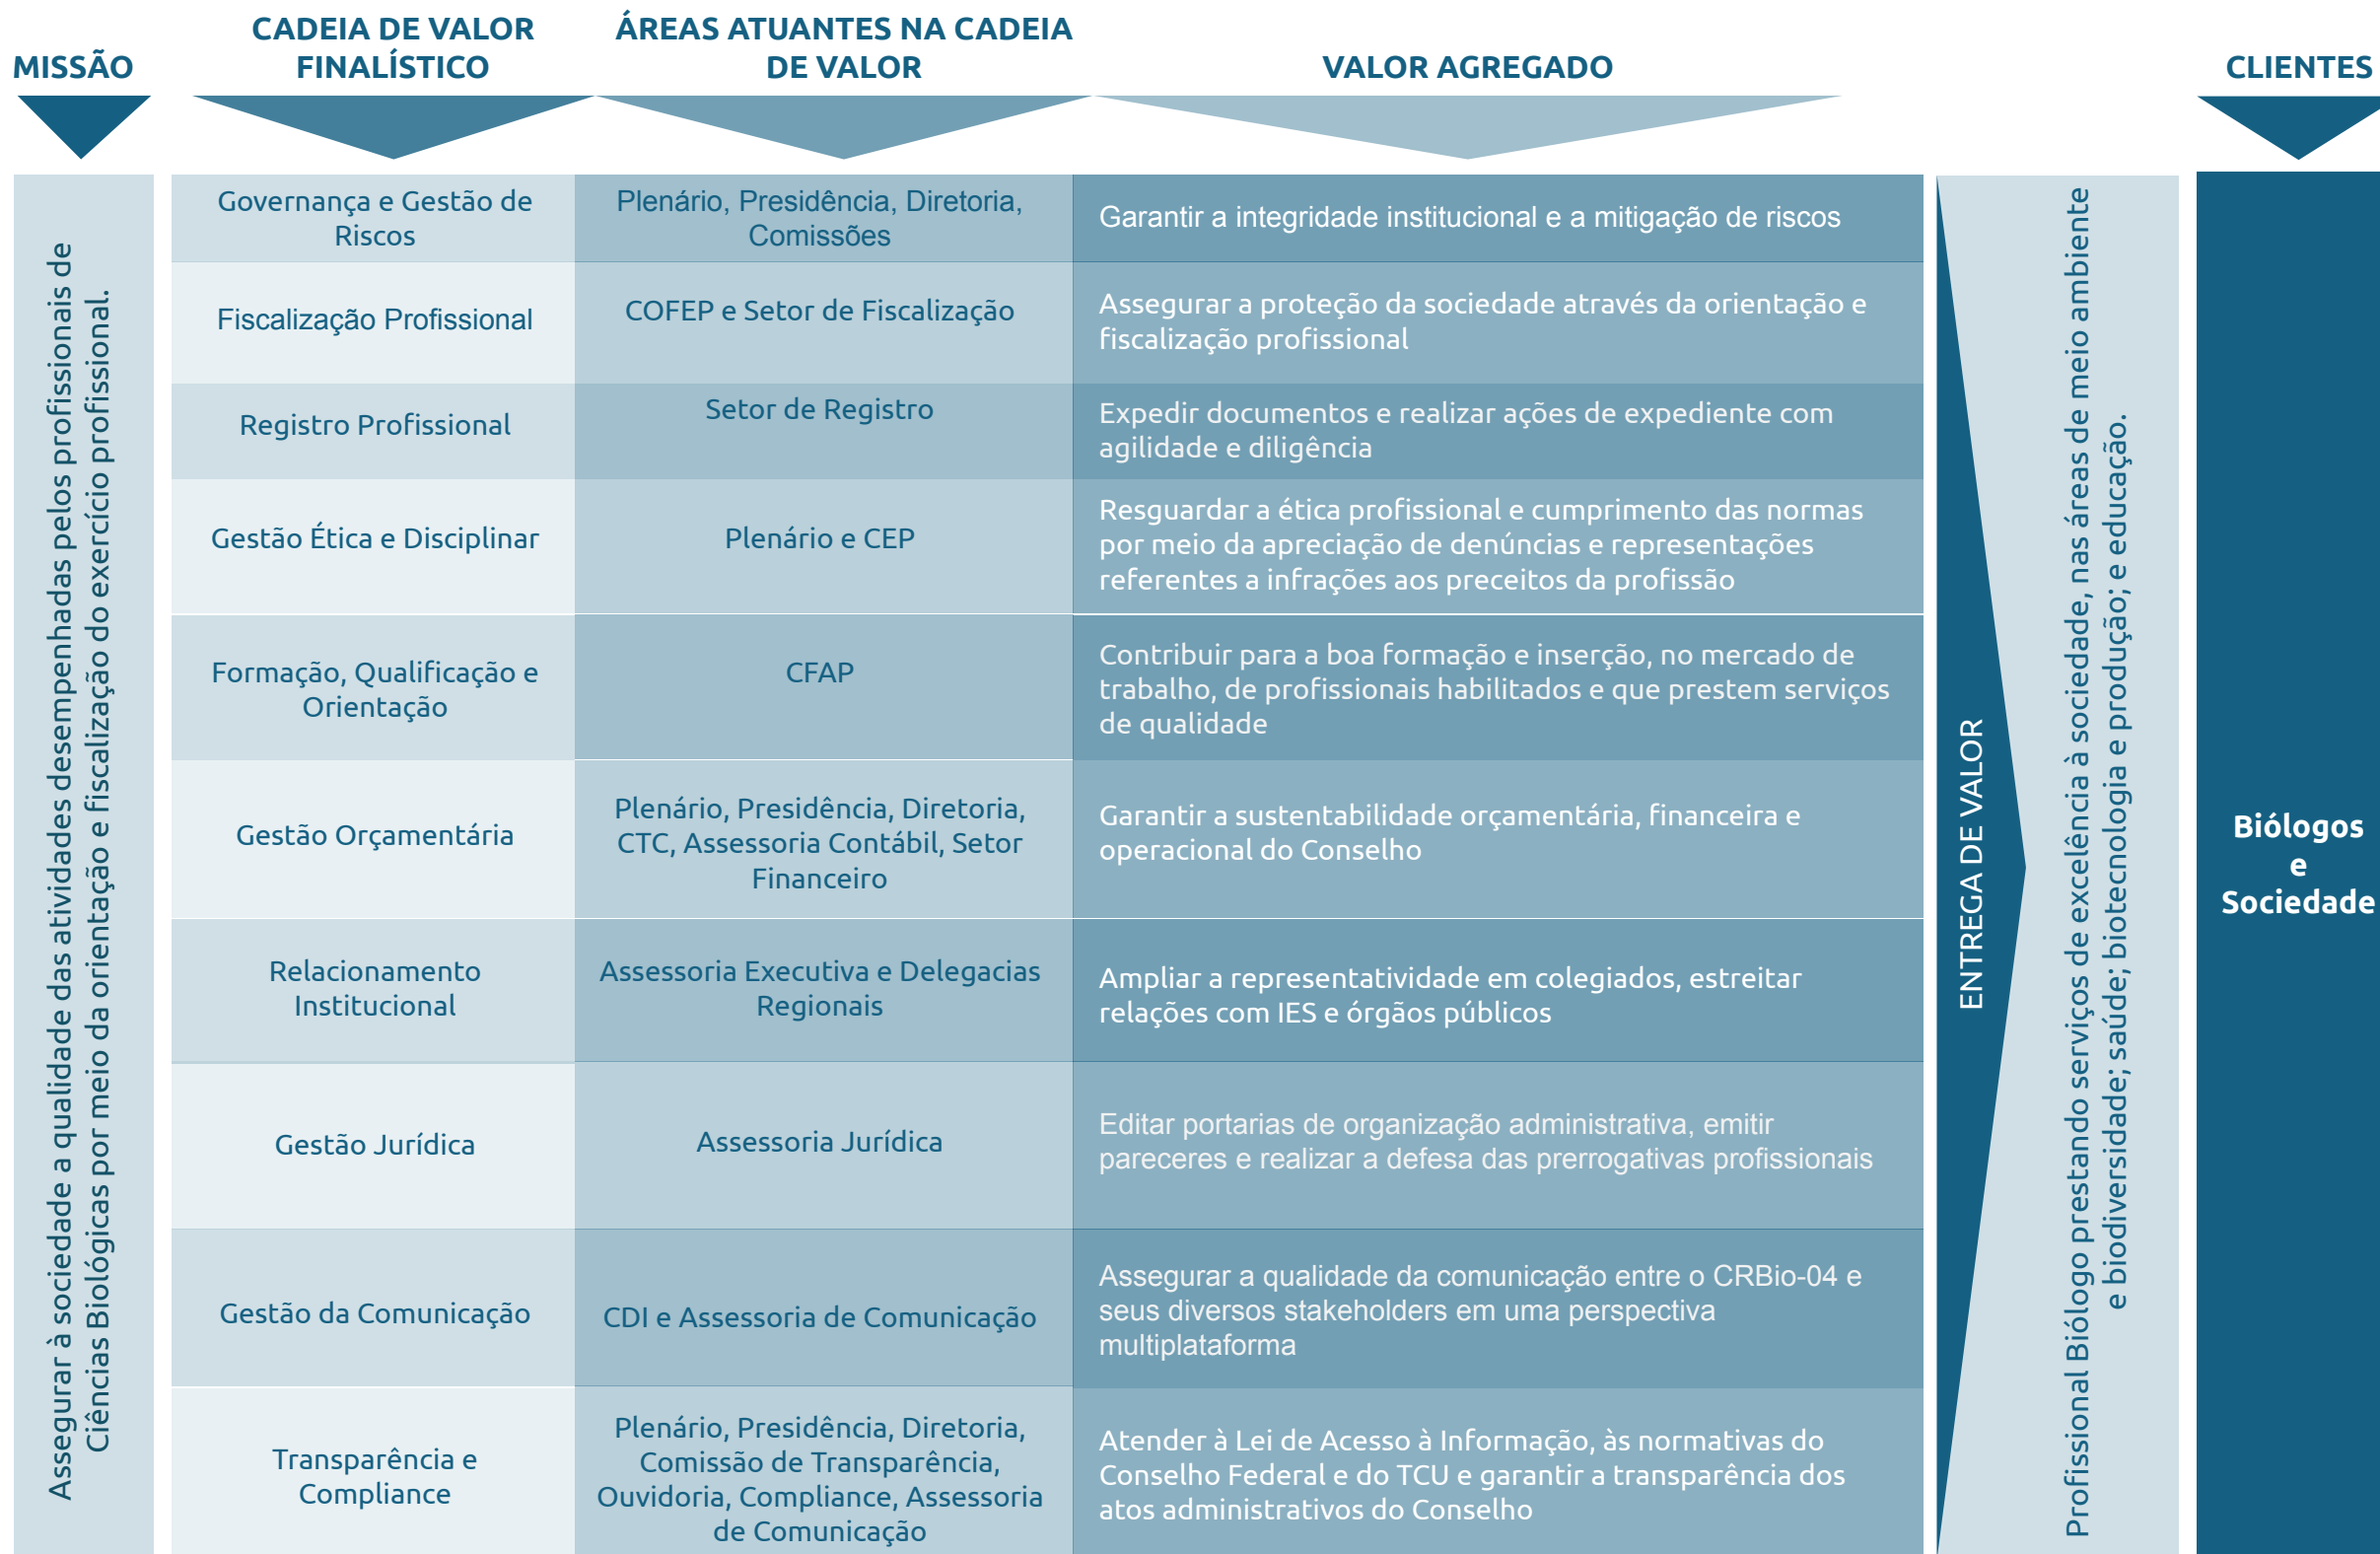 MISSÃO
CADEIA DE VALOR
FINALÍSTICO
ÁREAS ATUANTES NA CADEIA
DE VALOR
VALOR AGREGADO
CLIENTES
Assegurar à sociedade a qualidade das atividades desempenhadas pelos profissionais de
Ciências Biológicas por meio da orientação e fiscalização do exercício profissional.
Governança e Gestão de
Riscos
Plenário, Presidência, Diretoria,
Comissões
Garantir a integridade institucional e a mitigação de riscos
Fiscalização Profissional
COFEP e Setor de Fiscalização
Assegurar a proteção da sociedade através da orientação e
fiscalização profissional
Registro Profissional
Setor de Registro
Expedir documentos e realizar ações de expediente com
agilidade e diligência
Gestão Ética e Disciplinar
Plenário e CEP
Resguardar a ética profissional e cumprimento das normas
por meio da apreciação de denúncias e representações
referentes a infrações aos preceitos da profissão
Formação, Qualificação e
Orientação
CFAP
Contribuir para a boa formação e inserção, no mercado de
trabalho, de profissionais habilitados e que prestem serviços
de qualidade
Gestão Orçamentária
Plenário, Presidência, Diretoria,
CTC, Assessoria Contábil, Setor
Financeiro
Garantir a sustentabilidade orçamentária, financeira e
operacional do Conselho
Relacionamento
Institucional
Assessoria Executiva e Delegacias
Regionais
Ampliar a representatividade em colegiados, estreitar
relações com IES e órgãos públicos
Gestão Jurídica
Assessoria Jurídica
Editar portarias de organização administrativa, emitir
pareceres e realizar a defesa das prerrogativas profissionais
Gestão da Comunicação
CDI e Assessoria de Comunicação
Assegurar a qualidade da comunicação entre o CRBio-04 e
seus diversos stakeholders em uma perspectiva
multiplataforma
Transparência e
Compliance
Plenário, Presidência, Diretoria,
Comissão de Transparência,
Ouvidoria, Compliance, Assessoria
de Comunicação
Atender à Lei de Acesso à Informação, às normativas do
Conselho Federal e do TCU e garantir a transparência dos
atos administrativos do Conselho
ENTREGA DE VALOR
Profissional Biólogo prestando serviços de excelência à sociedade, nas áreas de meio ambiente
e biodiversidade; saúde; biotecnologia e produção; e educação.
Biólogos
e
Sociedade